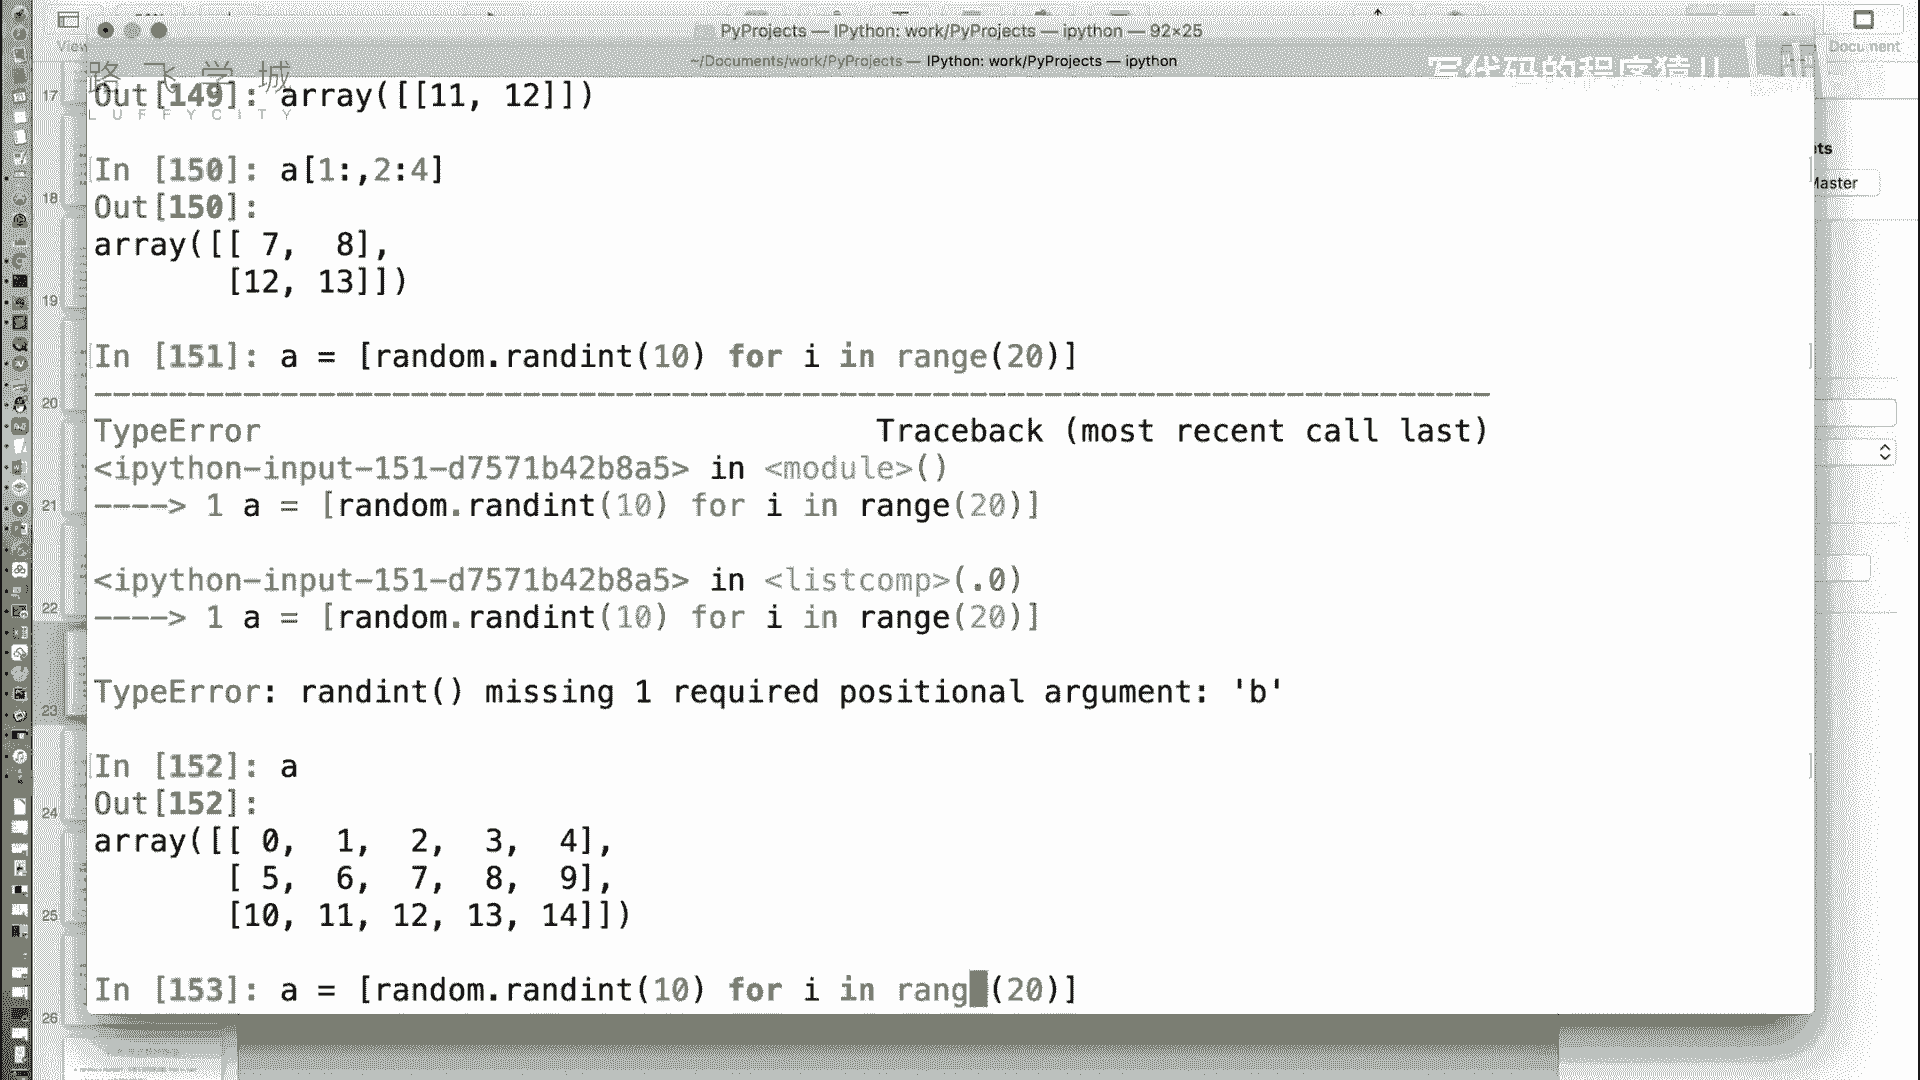 View
PyProjects — IPython: work/PyProjects — ipython — 92×25
Document
~/Documents/work/PyProjects — IPython: work/PyProjects — ipython
路飞学城
写代码的程序猿儿
LUFFYCITY
Out[149]: array([[11, 12]])
In [150]: a[1:,2:4]
Out[150]:
array([[ 7,  8],
       [12, 13]])
In [151]: a = [random.randint(10) for i in range(20)]
---------------------------------------------------------------------------
TypeError                                 Traceback (most recent call last)
<ipython-input-151-d7571b42b8a5> in <module>()
----> 1 a = [random.randint(10) for i in range(20)]
<ipython-input-151-d7571b42b8a5> in <listcomp>(.0)
----> 1 a = [random.randint(10) for i in range(20)]
TypeError: randint() missing 1 required positional argument: 'b'
In [152]: a
Out[152]:
array([[ 0,  1,  2,  3,  4],
       [ 5,  6,  7,  8,  9],
       [10, 11, 12, 13, 14]])
In [153]: a = [random.randint(10) for i in rang (20)]
17
18
19
20
21
22
23
24
25
26
ts
Master